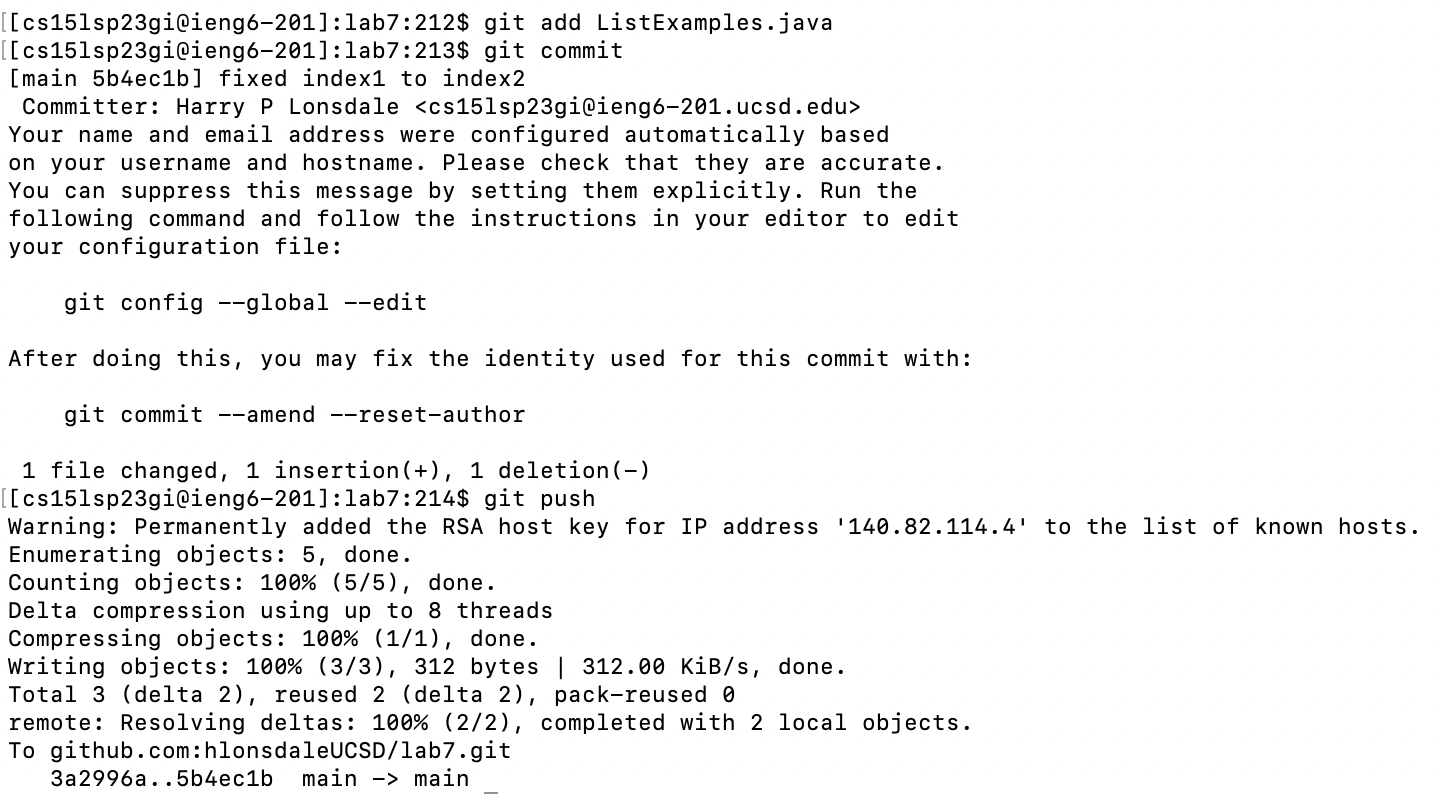 [[cs15lsp23gi@ieng6-201]:lab7:212$ git add ListExamples.java
[[cs15lsp23gi@ieng6-201]:lab7:213$ git commit
[main 5b4ec1b] fixed index1 to index2
 Committer: Harry P Lonsdale <cs15lsp23gi@ieng6-201.ucsd.edu>
Your name and email address were configured automatically based
on your username and hostname. Please check that they are accurate.
You can suppress this message by setting them explicitly. Run the
following command and follow the instructions in your editor to edit
your configuration file:

    git config --global --edit

After doing this, you may fix the identity used for this commit with:

    git commit --amend --reset-author

 1 file changed, 1 insertion(+), 1 deletion(-)
[[cs15lsp23gi@ieng6-201]:lab7:214$ git push
Warning: Permanently added the RSA host key for IP address '140.82.114.4' to the list of known hosts.
Enumerating objects: 5, done.
Counting objects: 100% (5/5), done.
Delta compression using up to 8 threads
Compressing objects: 100% (1/1), done.
Writing objects: 100% (3/3), 312 bytes | 312.00 KiB/s, done.
Total 3 (delta 2), reused 2 (delta 2), pack-reused 0
remote: Resolving deltas: 100% (2/2), completed with 2 local objects.
To github.com:hlonsdaleUCSD/lab7.git
   3a2996a..5b4ec1b  main -> main